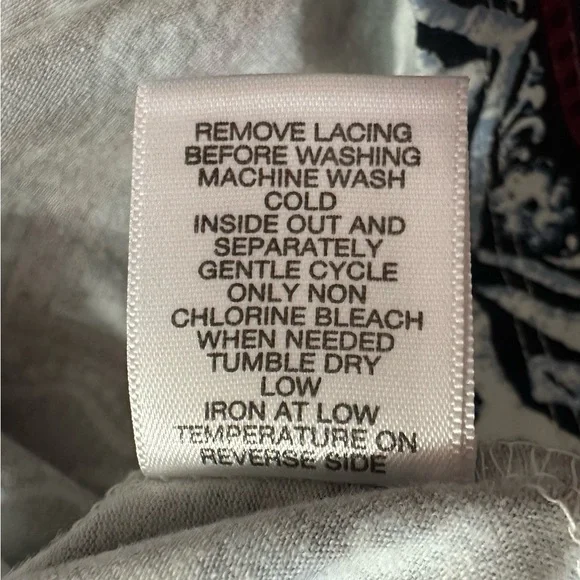 REMOVE LACING
BEFORE WASHING
MACHINE WASH
COLD
INSIDE OUT AND
SEPARATELY
GENTLE CYCLE
ONLY NON
CHLORINE BLEACH
WHEN NEEDED
TUMBLE DRY
LOW
IRON AT LOW
TEMPERATURE ON
REVERSE SIDE